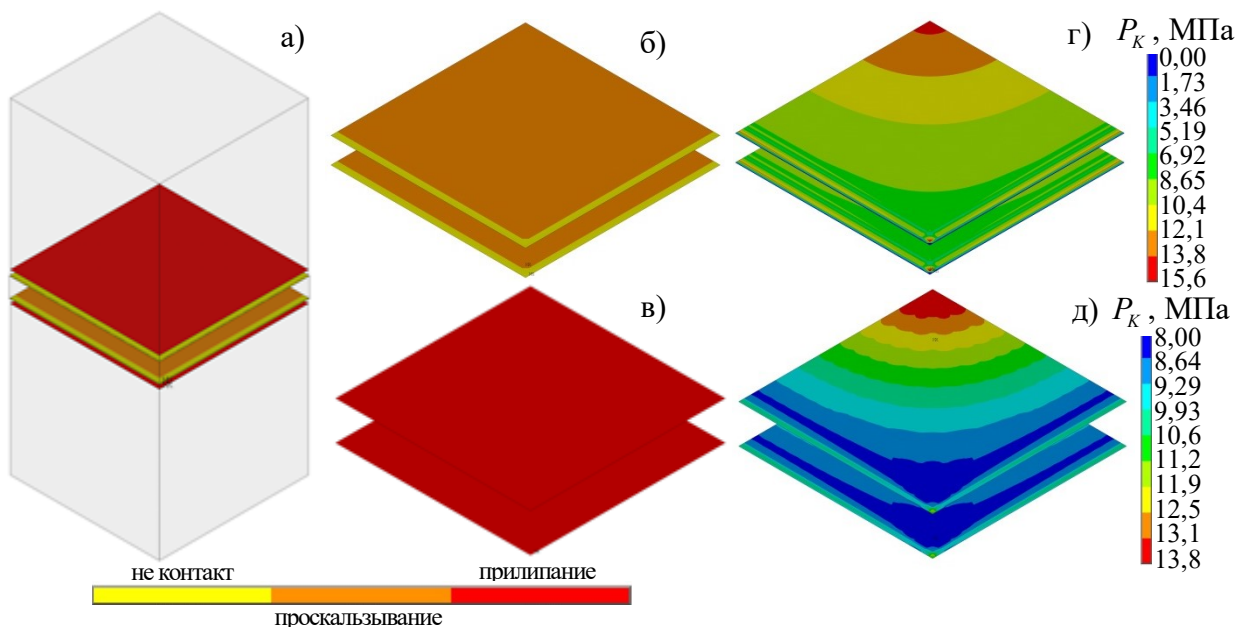 а)
б)
г)
P_K , МПа
0,00
1,73
3,46
5,19
6,92
8,65
10,4
12,1
13,8
15,6
в)
д)
P_K , МПа
8,00
8,64
9,29
9,93
10,6
11,2
11,9
12,5
13,1
13,8
не контакт
прилипание
проскальзывание